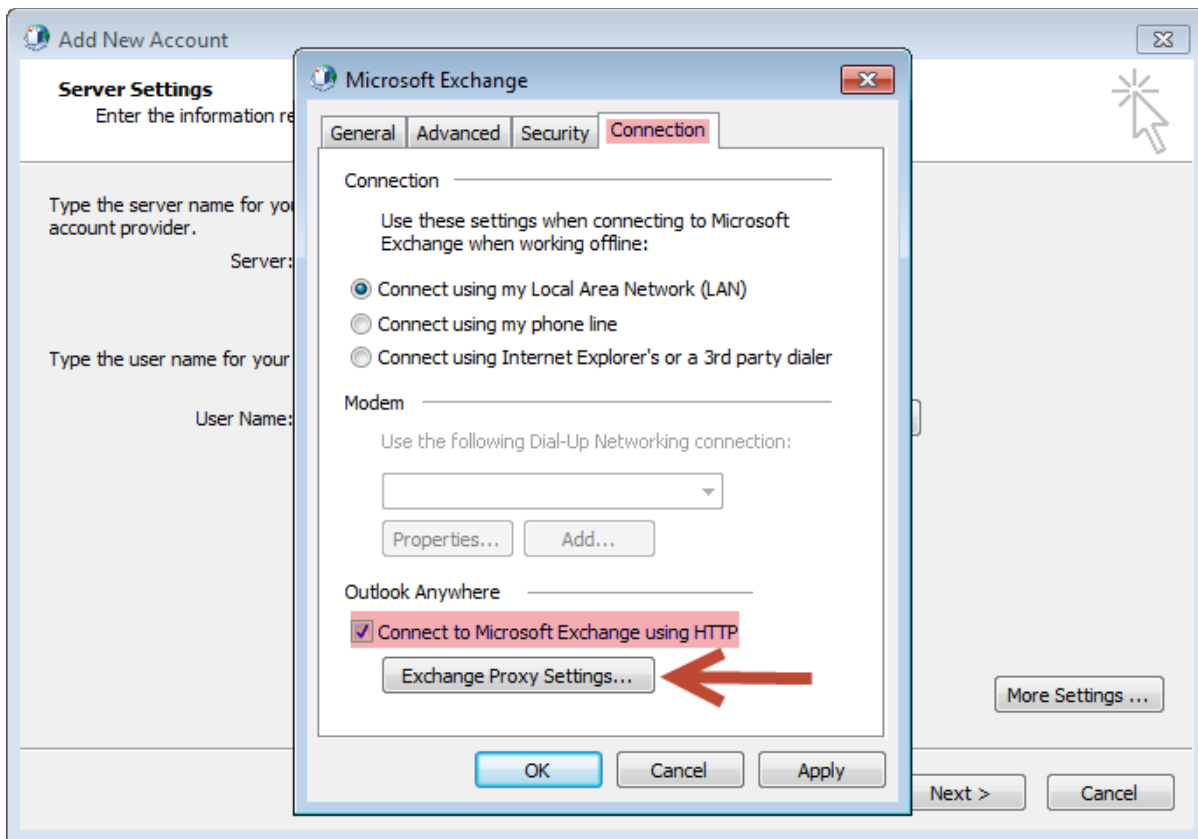 Add New Account
Server Settings
Enter the information re
Type the server name for you
account provider.
Server:
Type the user name for your
User Name:
Microsoft Exchange
General Advanced Security Connection
Connection
Use these settings when connecting to Microsoft
Exchange when working offline:
Connect using my Local Area Network (LAN)
Connect using my phone line
Connect using Internet Explorer's or a 3rd party dialer
Modem
Use the following Dial-Up Networking connection:
Properties... Add...
Outlook Anywhere
Connect to Microsoft Exchange using HTTP
Exchange Proxy Settings...
OK Cancel Apply
More Settings ...
Next > Cancel